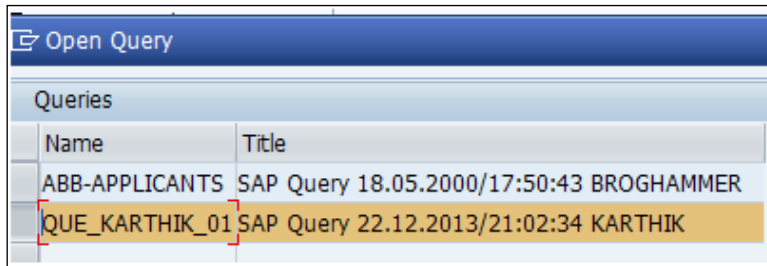 Open Query
Queries
Name Title
ABB-APPLICANTS SAP Query 18.05.2000/17:50:43 BROGHAMMER
QUE_KARTHIK_01 SAP Query 22.12.2013/21:02:34 KARTHIK